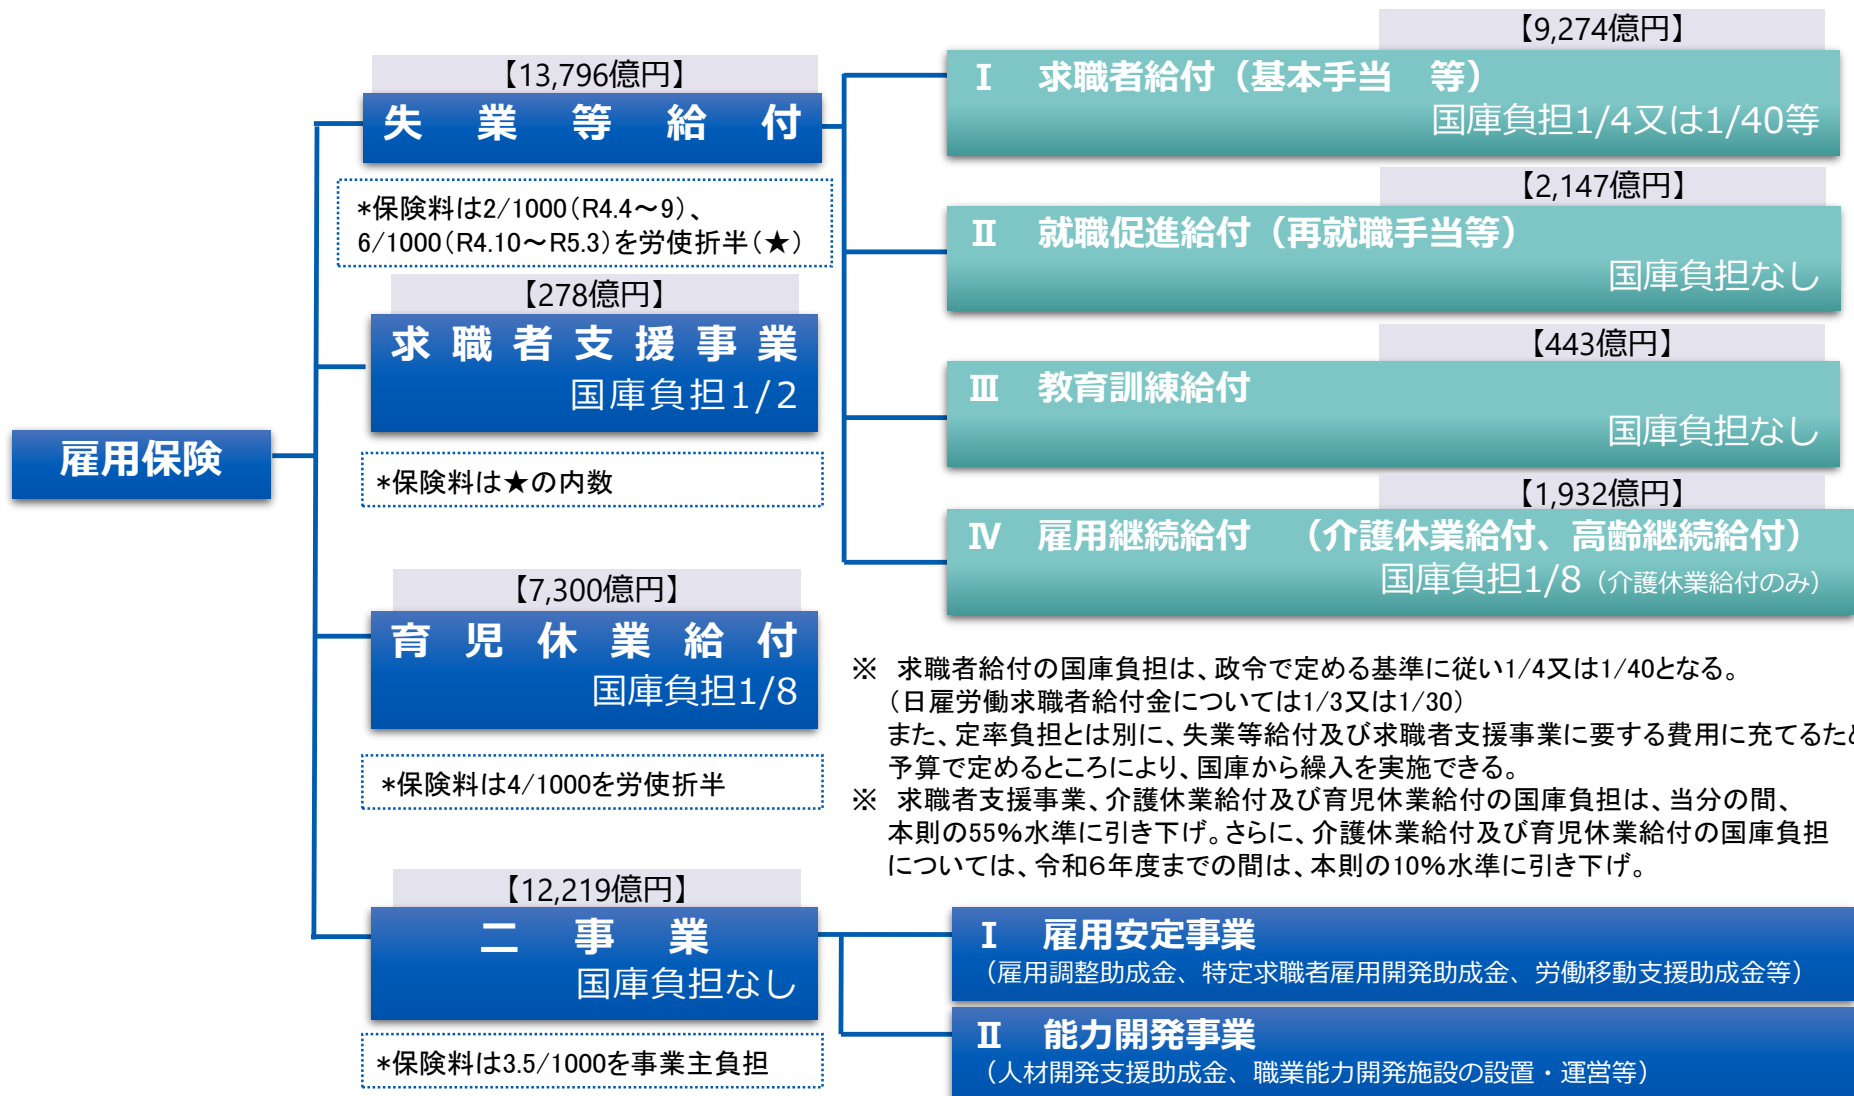 雇用保険
【13,796億円】
失業等給付
*保険料は2/1000(R4.4～9)、
6/1000(R4.10～R5.3)を労使折半(★)
【278億円】
求職者支援事業
国庫負担1/2
*保険料は★の内数
【7,300億円】
育児休業給付
国庫負担1/8
*保険料は4/1000を労使折半
【12,219億円】
二事業
国庫負担なし
*保険料は3.5/1000を事業主負担
【9,274億円】
Ⅰ　求職者給付（基本手当　等）
国庫負担1/4又は1/40等
【2,147億円】
Ⅱ　就職促進給付（再就職手当等）
国庫負担なし
【443億円】
Ⅲ　教育訓練給付
国庫負担なし
【1,932億円】
Ⅳ　雇用継続給付　（介護休業給付、高齢継続給付）
国庫負担1/8（介護休業給付のみ）
※　求職者給付の国庫負担は、政令で定める基準に従い1/4又は1/40となる。
（日雇労働求職者給付金については1/3又は1/30）
また、定率負担とは別に、失業等給付及び求職者支援事業に要する費用に充てるため
予算で定めるところにより、国庫から繰入を実施できる。
※　求職者支援事業、介護休業給付及び育児休業給付の国庫負担は、当分の間、
本則の55%水準に引き下げ。さらに、介護休業給付及び育児休業給付の国庫負担
については、令和６年度までの間は、本則の10%水準に引き下げ。
Ⅰ　雇用安定事業
（雇用調整助成金、特定求職者雇用開発助成金、労働移動支援助成金等）
Ⅱ　能力開発事業
（人材開発支援助成金、職業能力開発施設の設置・運営等）